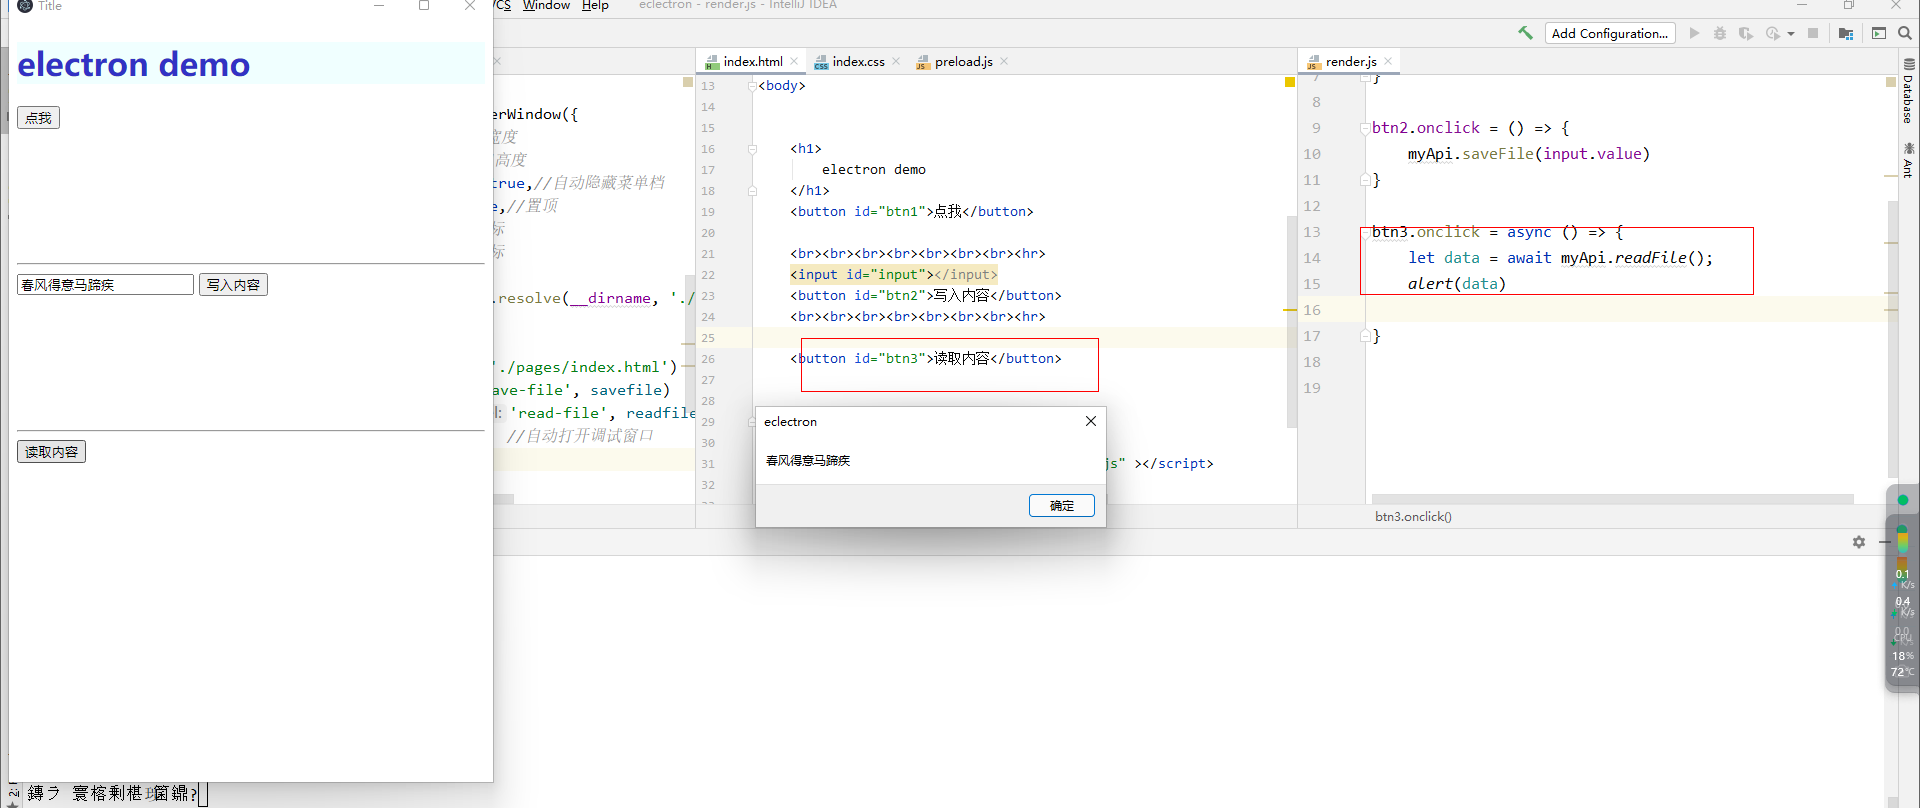 Title
VCS Window Help eclectron - render.js - IntelliJ IDEA
Add Configuration...
electron demo
点我
春风得意马蹄疾 写入内容
读取内容
erWindow({
宽度
高度
true,//自动隐藏菜单档
e,//置顶
标
标
.resolve(__dirname, './
'./pages/index.html')
ave-file', savefile)
l: 'read-file', readfile
//自动打开调试窗口
index.html index.css preload.js
13 <body>
14
15
16 <h1>
17 electron demo
18 </h1>
19 <button id="btn1">点我</button>
20
21 <br><br><br><br><br><br><br><hr>
22 <input id="input"></input>
23 <button id="btn2">写入内容</button>
24 <br><br><br><br><br><br><br><hr>
25
26 <button id="btn3">读取内容</button>
27
28
29
30
31 js" ></script>
32
eclectron
春风得意马蹄疾
确定
render.js
7 }
8
9 btn2.onclick = () => {
10 myApi.saveFile(input.value)
11 }
12
13 btn3.onclick = async () => {
14 let data = await myApi.readFile();
15 alert(data)
16
17 }
18
19
btn3.onclick()
Database
Ant
0.1
K/s
0.4
K/s
0.0
CPU
18%
72°C
2: